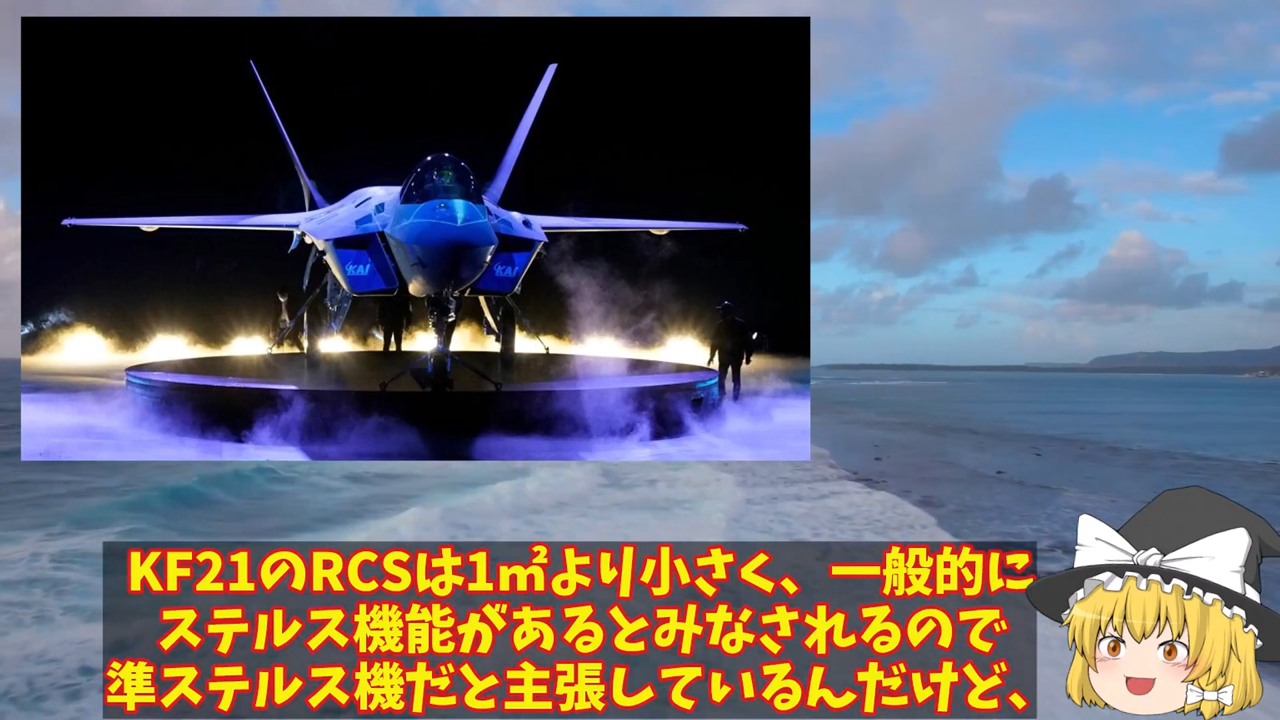 KAI
KAI
KF21のRCSは1㎡より小さく、一般的に
ステルス機能があるとみなされるので
準ステルス機だと主張しているんだけど、